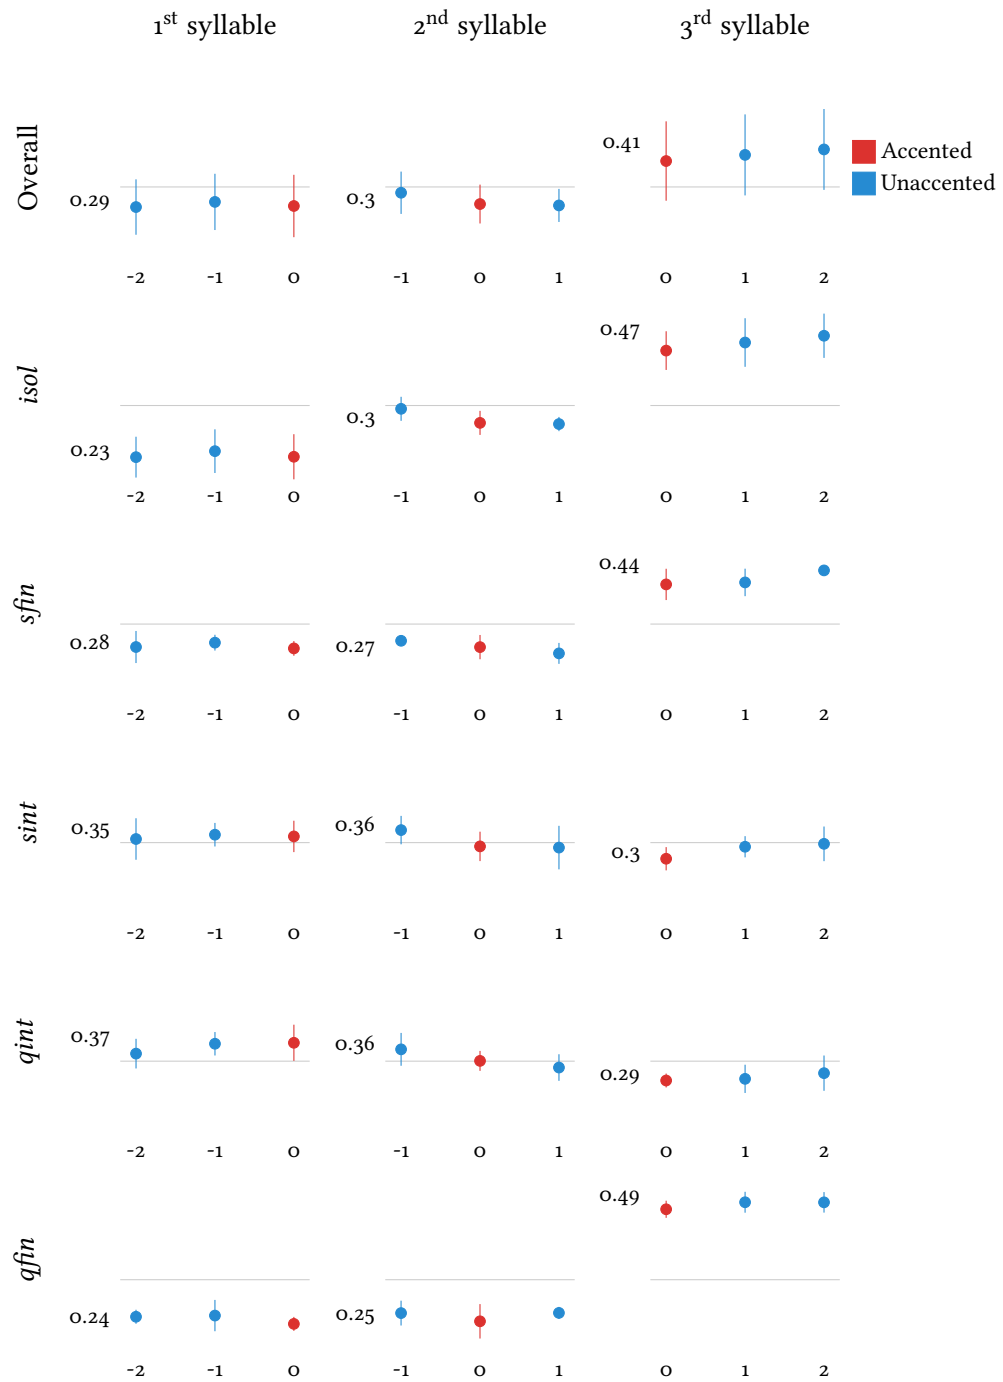 1st syllable 2nd syllable 3rd syllable
Overall
0.29 0.3 0.41
Accented
Unaccented
-2 -1 0 -1 0 1 0 1 2
isol
0.23 0.3 0.47
-2 -1 0 -1 0 1 0 1 2
sfin
0.28 0.27 0.44
-2 -1 0 -1 0 1 0 1 2
sint
0.35 0.36 0.3
-2 -1 0 -1 0 1 0 1 2
qint
0.37 0.36 0.29
-2 -1 0 -1 0 1 0 1 2
qfin
0.24 0.25 0.49
-2 -1 0 -1 0 1 0 1 2